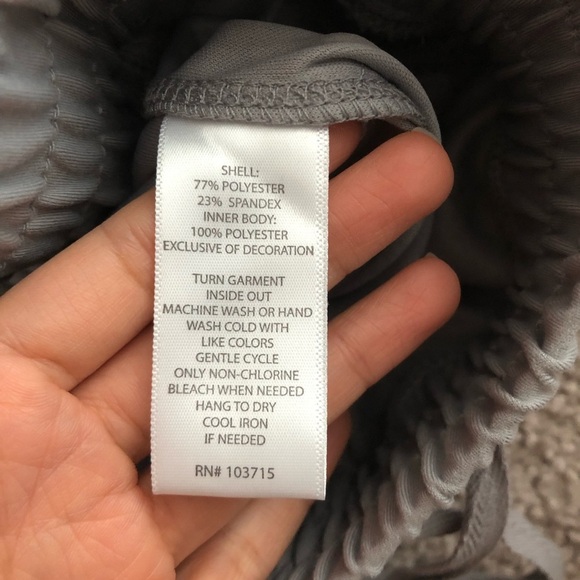 SHELL:
77% POLYESTER
23% SPANDEX
INNER BODY:
100% POLYESTER
EXCLUSIVE OF DECORATION
TURN GARMENT
INSIDE OUT
MACHINE WASH OR HAND
WASH COLD WITH
LIKE COLORS
GENTLE CYCLE
ONLY NON-CHLORINE
BLEACH WHEN NEEDED
HANG TO DRY
COOL IRON
IF NEEDED
RN# 103715